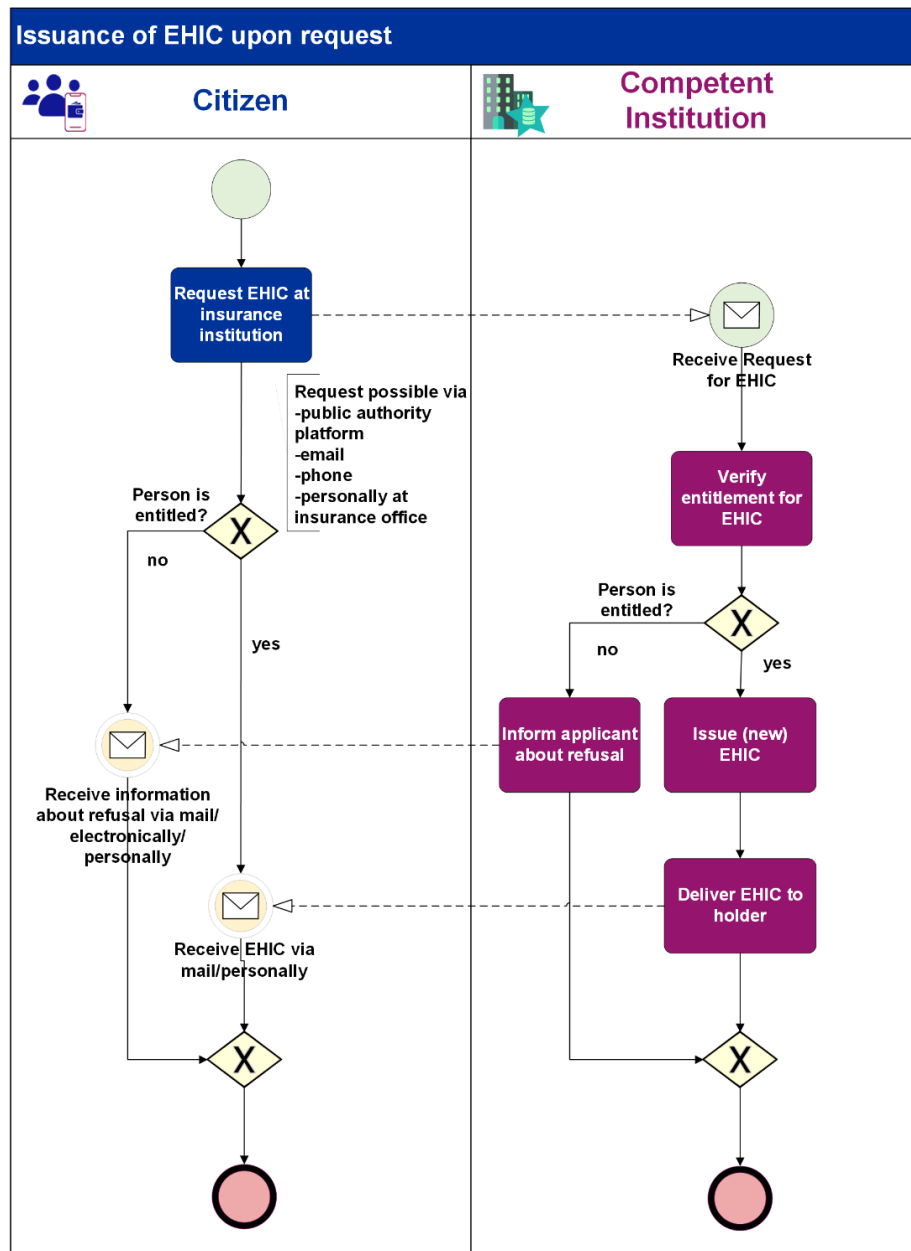 Issuance of EHIC upon request
Citizen
Competent
Institution
Request EHIC at
insurance
institution
Receive Request
for EHIC
Request possible via
-public authority
platform
-email
-phone
-personally at
insurance office
Verify
entitlement for
EHIC
Person is
entitled?
X
no
yes
Person is
entitled?
X
no
yes
Inform applicant
about refusal
Issue (new)
EHIC
Receive information
about refusal via mail/
electronically/
personally
Deliver EHIC to
holder
Receive EHIC via
mail/personally
X
X